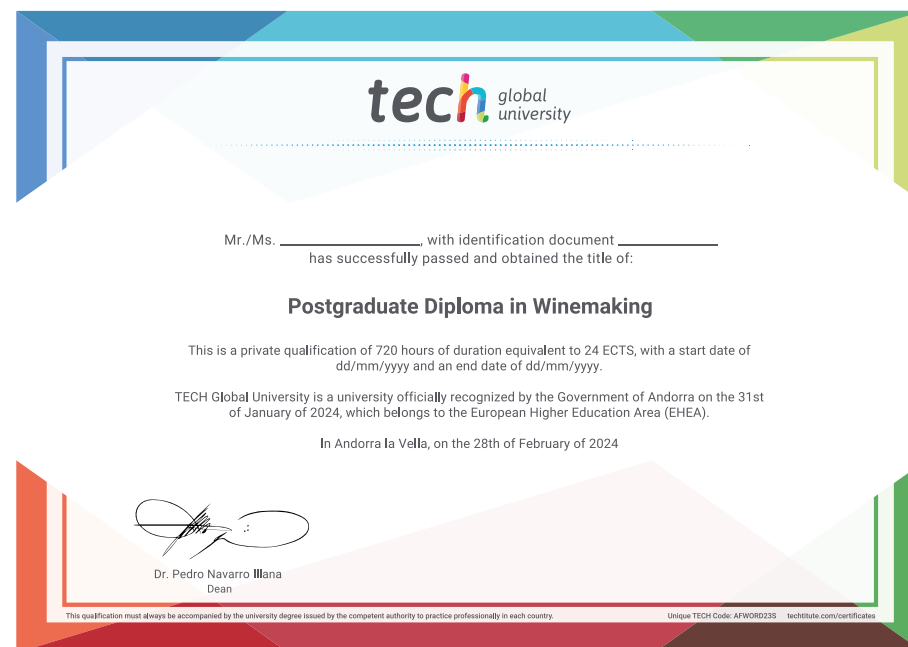 tech global
university
Mr./Ms. ____________________, with identification document ______________
has successfully passed and obtained the title of:
Postgraduate Diploma in Winemaking
This is a private qualification of 720 hours of duration equivalent to 24 ECTS, with a start date of
dd/mm/yyyy and an end date of dd/mm/yyyy.
TECH Global University is a university officially recognized by the Government of Andorra on the 31st
of January of 2024, which belongs to the European Higher Education Area (EHEA).
In Andorra la Vella, on the 28th of February of 2024
Dr. Pedro Navarro Illana
Dean
This qualification must always be accompanied by the university degree issued by the competent authority to practice professionally in each country.
Unique TECH Code: AFWORD23S techtitute.com/certificates